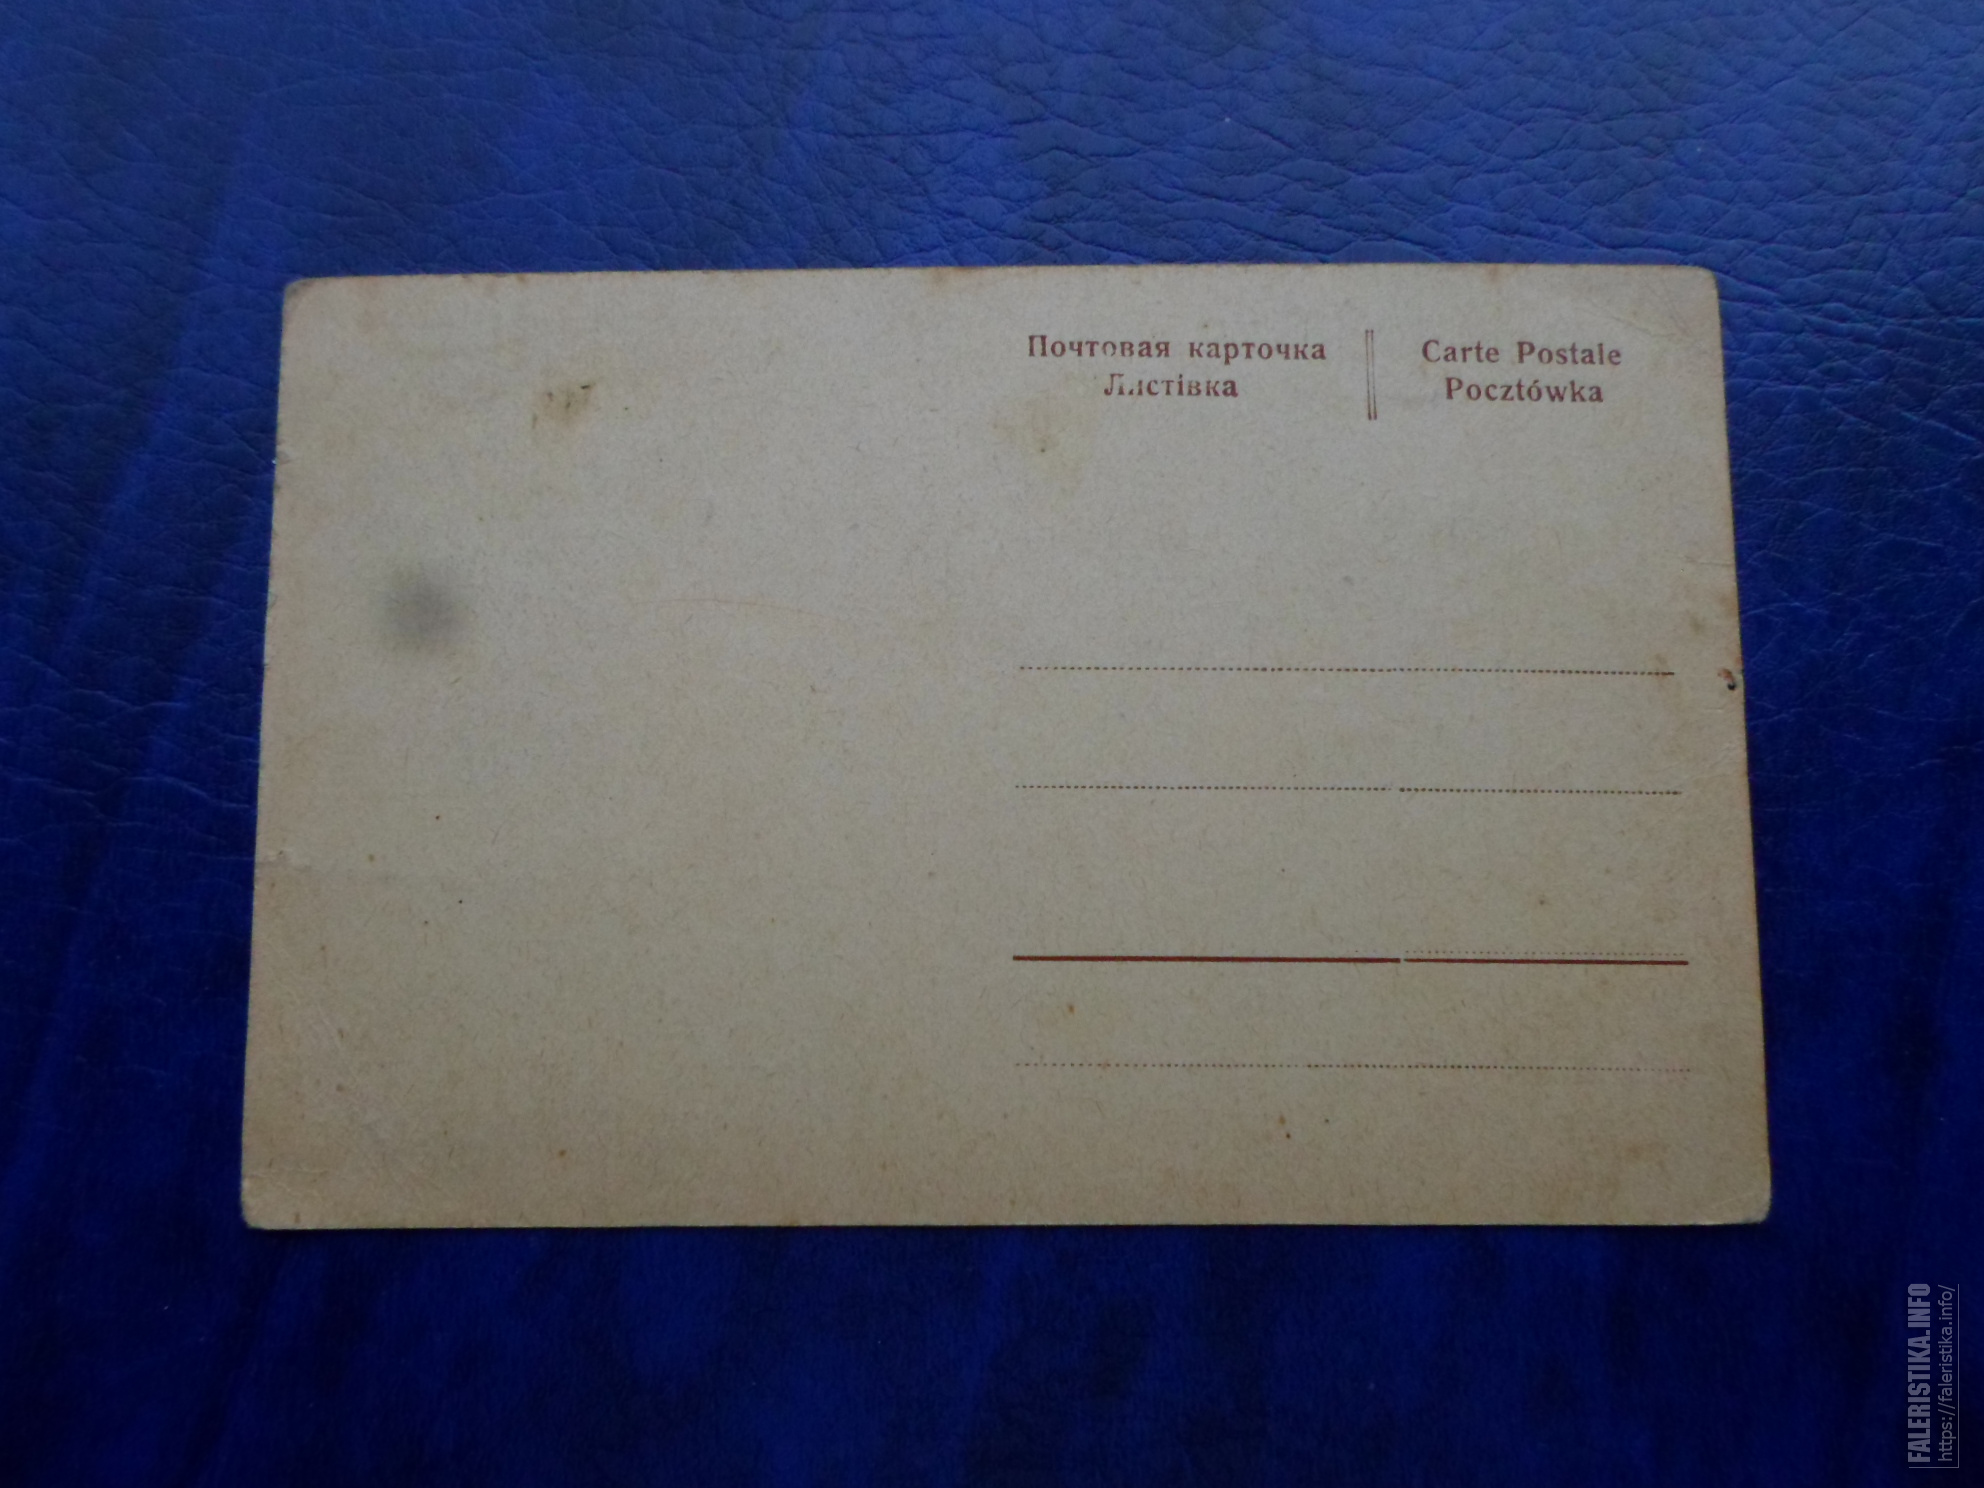 Почтовая карточка
Листівка
Carte Postale
Pocztówka
FALERISTIKA.INFO
https://faleristika.info/